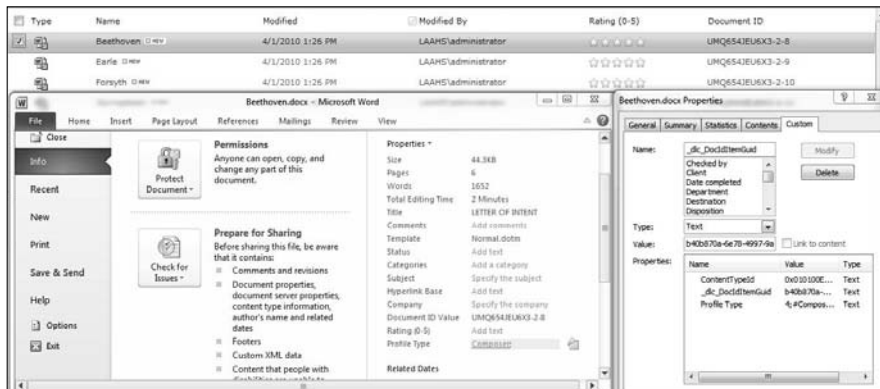 Type Name Modified Modified By Rating (0-5) Document ID
Beethoven NEW 4/1/2010 1:26 PM LAAHS\administrator UMQ654JEU6X3-2-8
Earle NEW 4/1/2010 1:26 PM LAAHS\administrator UMQ654JEU6X3-2-9
Forsyth NEW 4/1/2010 1:26 PM LAAHS\administrator UMQ654JEU6X3-2-10
Beethoven.docx - Microsoft Word
File Home Insert Page Layout References Mailings Review View
Close
Info
Recent
New
Print
Save & Send
Help
Options
Exit
Protect
Document
Check for
Issues
Permissions
Anyone can open, copy, and
change any part of this
document.
Prepare for Sharing
Before sharing this file, be aware
that it contains:
Comments and revisions
Document properties,
document server properties,
content type information,
author's name and related
dates
Footers
Custom XML data
Content that people with
Properties
Size 44.3KB
Pages 6
Words 1652
Total Editing Time 2 Minutes
Title LETTER OF INTENT
Comments Add comments
Template Normal.dotm
Status Add text
Categories Add a category
Subject Specify the subject
Hyperlink Base Add text
Company Specify the company
Document ID Value UMQ654JEU6X3-2-8
Rating (0-5) Add text
Profile Type Composer
Related Dates
Beethoven.docx Properties
General Summary Statistics Contents Custom
Name: _dlc_DocIdItemGuid Modify
Checked by
Client
Date completed
Department
Destination
Disposition
Delete
Type: Text
Value: b40b870a-6e78-4997-9a Link to content
Properties: Name Value Type
ContentTypeId 0x010100E... Text
_dlc_DocIdItemGuid b40b870a-... Text
Profile Type 4;#Compos... Text